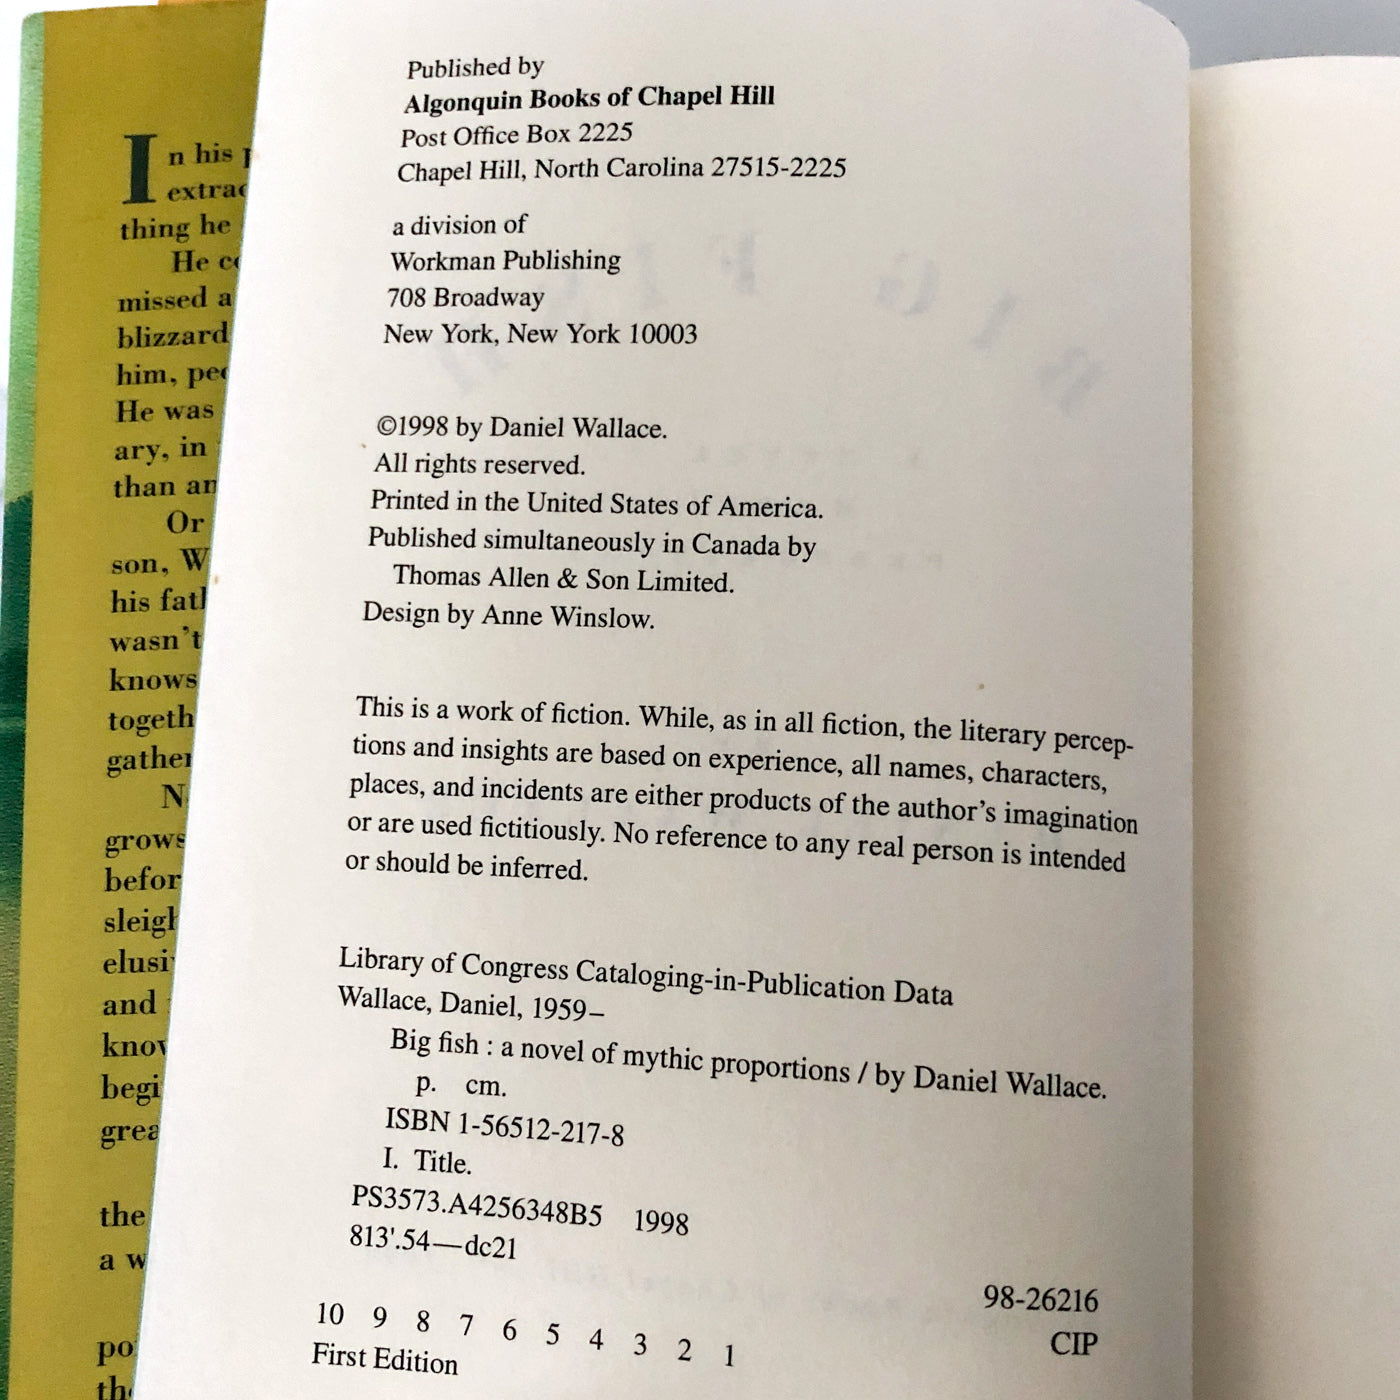 In his
extrac
thing he
He co
missed a
blizzard
him, pec
He was
ary, in
than an
Or
son, W
his fath
wasn't
knows
togeth
gather
N
grows
befor
sleigh
elusi
and
know
begi
grea
the
a w
po
the
Published by
Algonquin Books of Chapel Hill
Post Office Box 2225
Chapel Hill, North Carolina 27515-2225
a division of
Workman Publishing
708 Broadway
New York, New York 10003
©1998 by Daniel Wallace.
All rights reserved.
Printed in the United States of America.
Published simultaneously in Canada by
Thomas Allen & Son Limited.
Design by Anne Winslow.
This is a work of fiction. While, as in all fiction, the literary percep-
tions and insights are based on experience, all names, characters,
places, and incidents are either products of the author's imagination
or are used fictitiously. No reference to any real person is intended
or should be inferred.
Library of Congress Cataloging-in-Publication Data
Wallace, Daniel, 1959–
Big fish : a novel of mythic proportions / by Daniel Wallace.
p. cm.
ISBN 1-56512-217-8
I. Title.
PS3573.A4256348B5 1998
813'.54—dc21
98-26216
CIP
10 9 8 7 6 5 4 3 2 1
First Edition